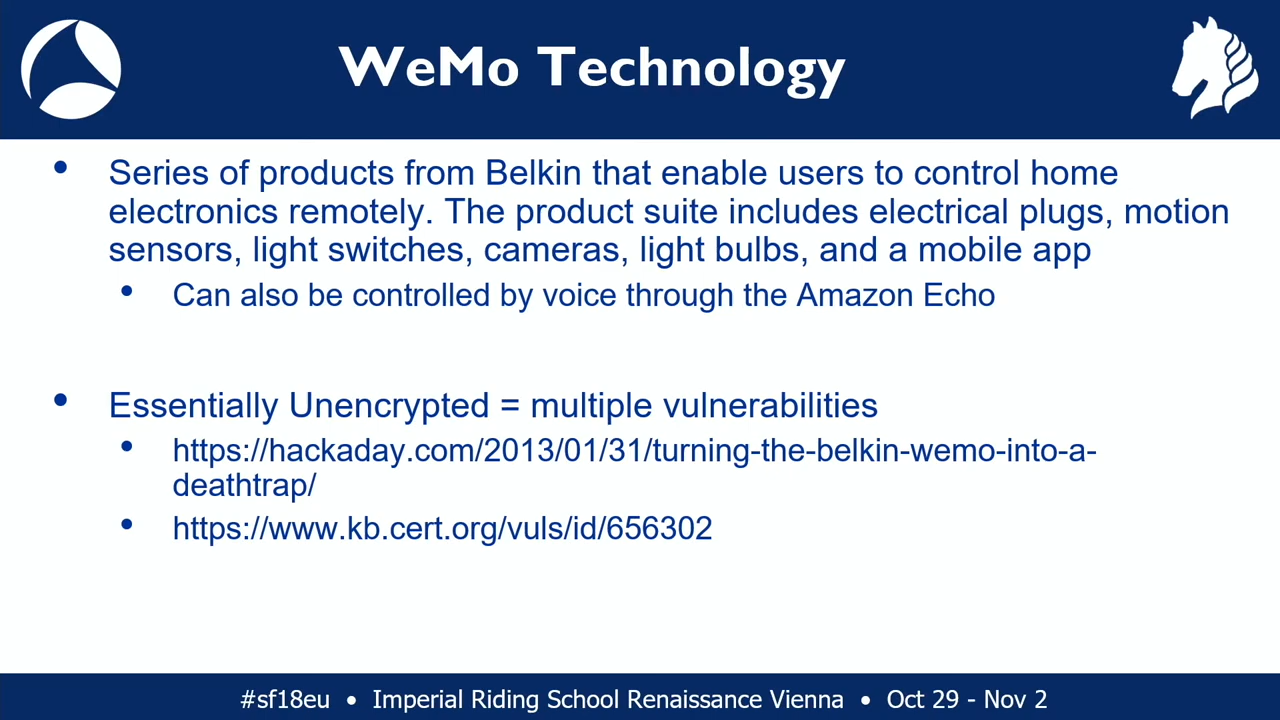 WeMo Technology
• Series of products from Belkin that enable users to control home
electronics remotely. The product suite includes electrical plugs, motion
sensors, light switches, cameras, light bulbs, and a mobile app
• Can also be controlled by voice through the Amazon Echo
• Essentially Unencrypted = multiple vulnerabilities
• https://hackaday.com/2013/01/31/turning-the-belkin-wemo-into-a-
deathtrap/
• https://www.kb.cert.org/vuls/id/656302
#sf18eu • Imperial Riding School Renaissance Vienna • Oct 29 - Nov 2